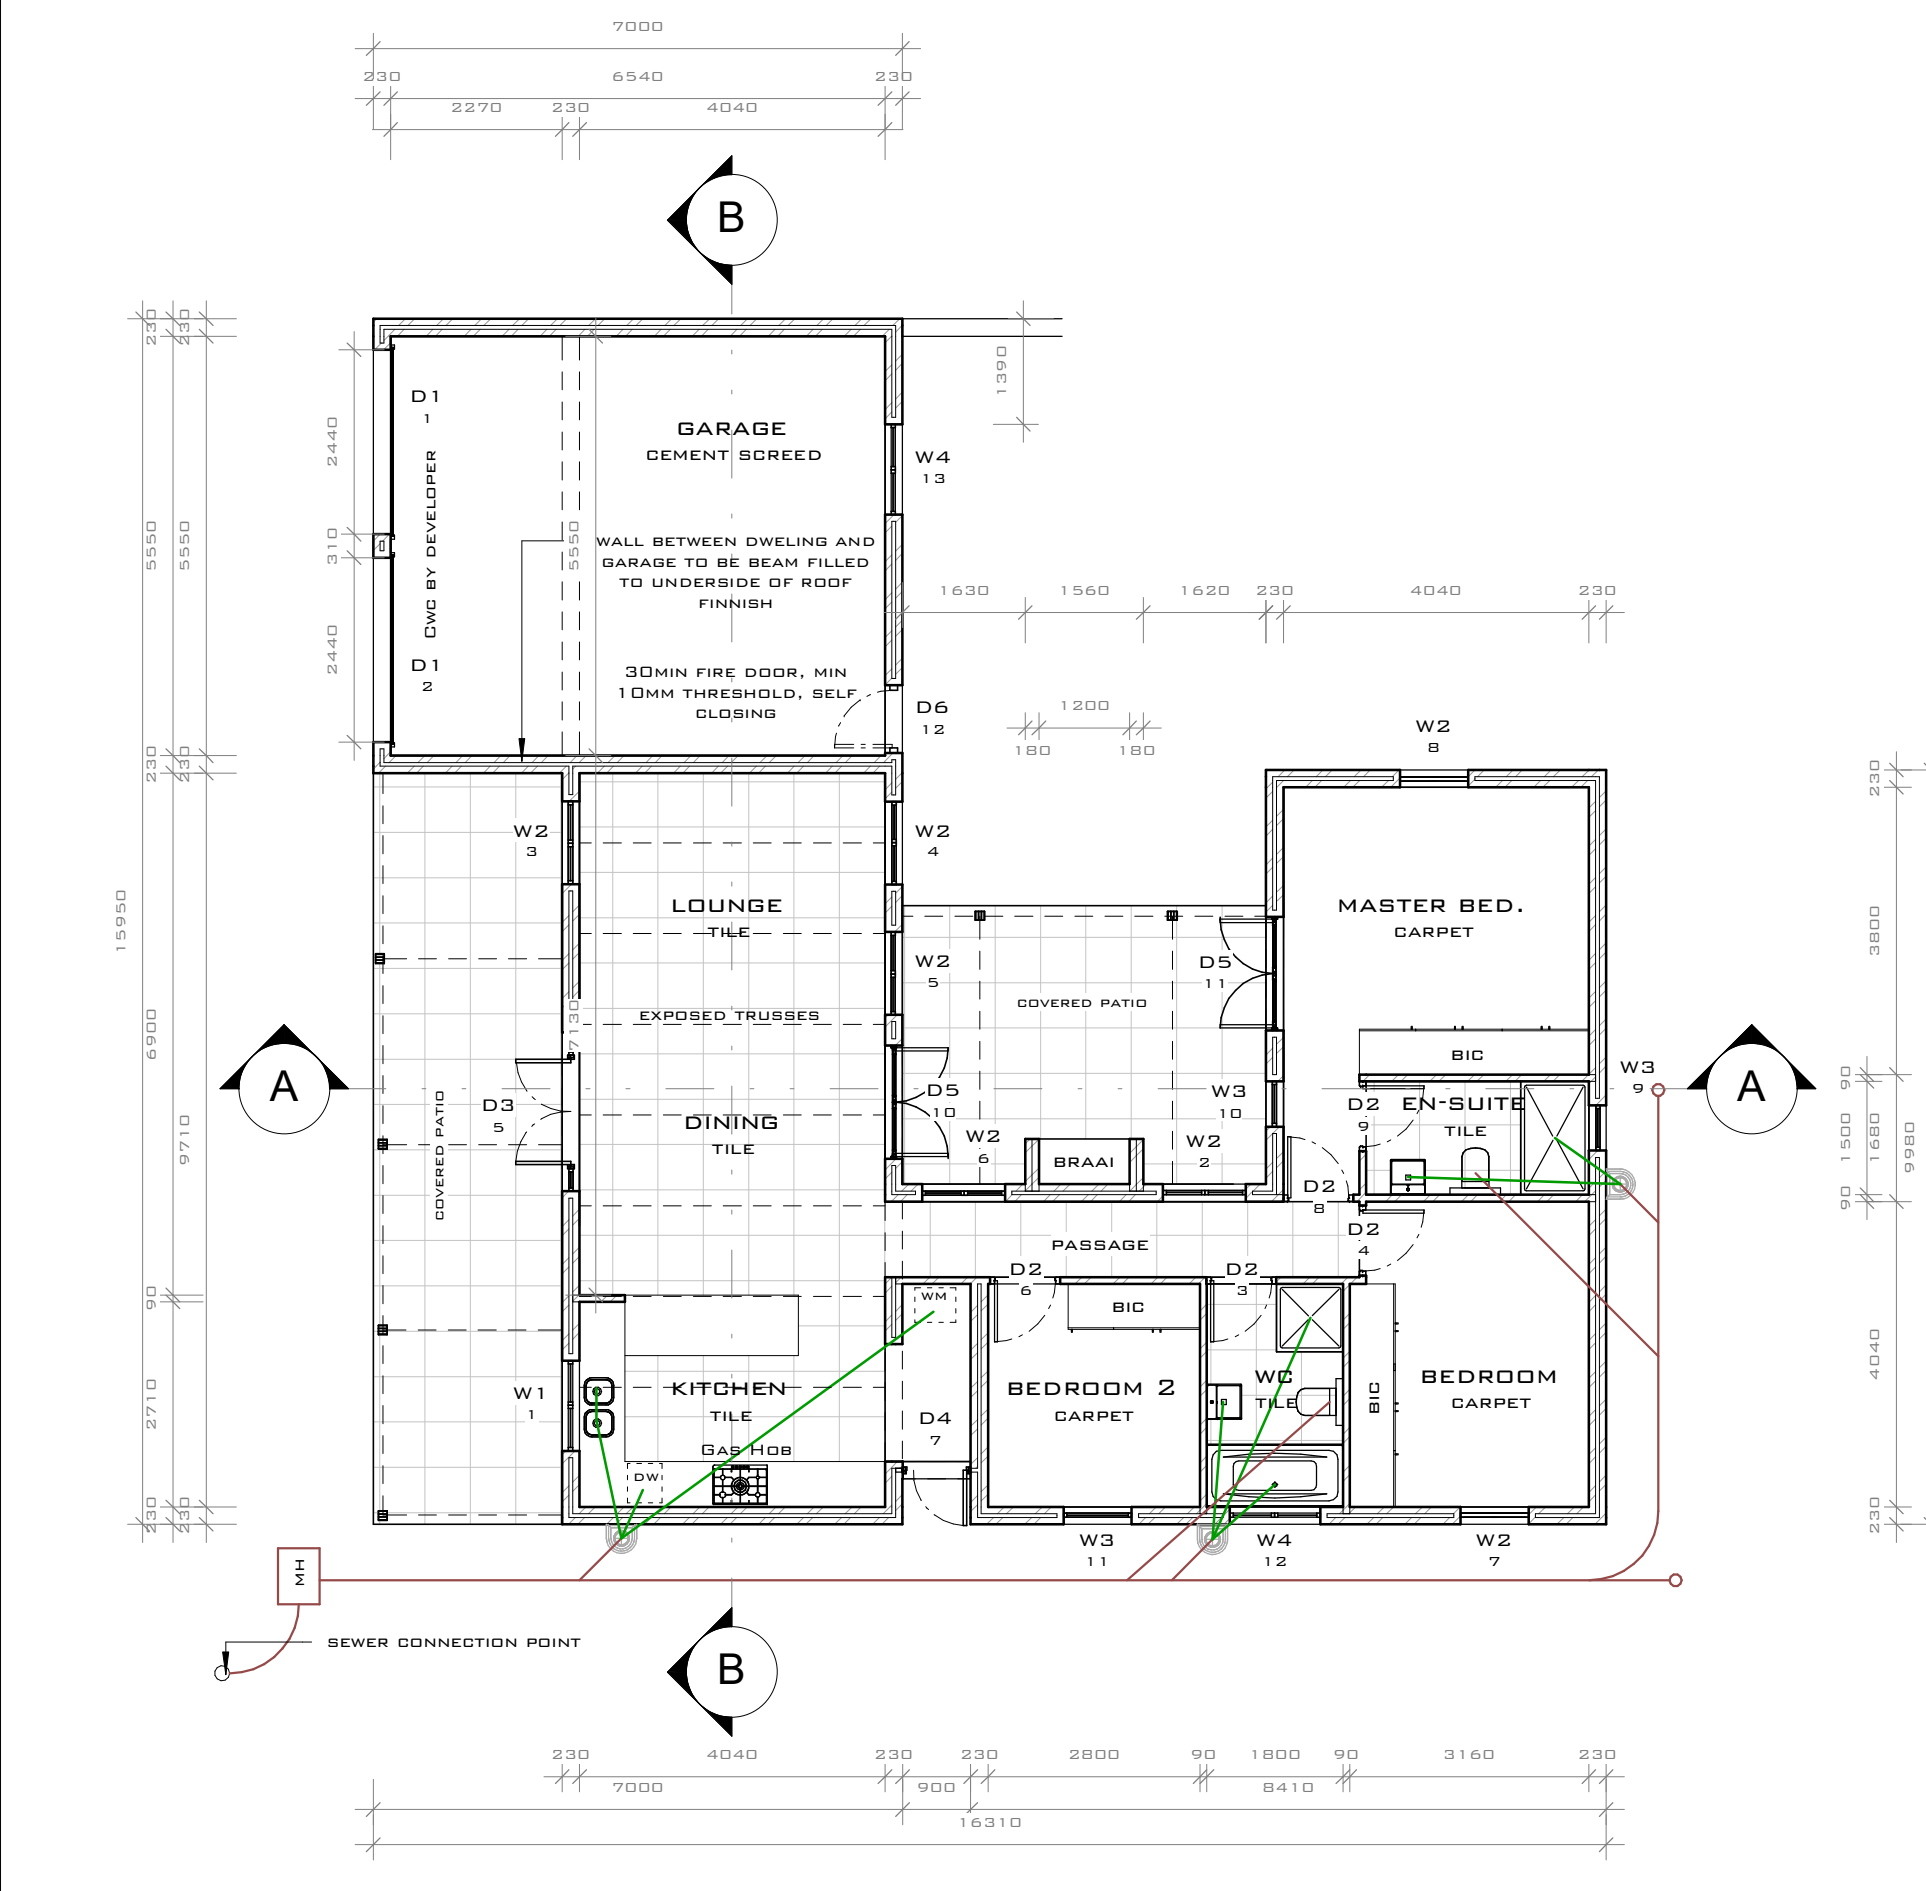 7000
230 6540 230
2270 230 4040
B
230 230
1390
D1
1
2440
GARAGE
CEMENT SCREED
W4
13
CWC BY DEVELOPER
5550 5550
310
5550
WALL BETWEEN DWELING AND
GARAGE TO BE BEAM FILLED
TO UNDERSIDE OF ROOF
FINNISH
1630 1560 1620 230 4040 230
2440
D1
2
30MIN FIRE DOOR, MIN
10MM THRESHOLD, SELF
CLOSING
D6
12
1200
180 180
W2
8
230 230
230
W2
3
W2
4
15950
LOUNGE
TILE
MASTER BED.
CARPET
3800
W2
5
D5
11
COVERED PATIO
6900
7130
EXPOSED TRUSSES
BIC
A
A
W3
9
90
D3
5
D5
10
W3
10
D2
9
EN-SUITE
TILE
COVERED PATIO
DINING
TILE
9710
1500 1680 9980
W2
6
BRAAI
W2
2
D2
8
90
D2
4
PASSAGE
D2
6
D2
3
90
WM
BIC
4040
W1
1
KITCHEN
TILE
GAS HOB
2710
D4
7
BEDROOM 2
CARPET
WC
TILE
BIC
BEDROOM
CARPET
DW
230 230
230
W3
11
W4
12
W2
7
MH
SEWER CONNECTION POINT
B
230 4040 230 230 2800 90 1800 90 3160 230
7000 900 8410
16310